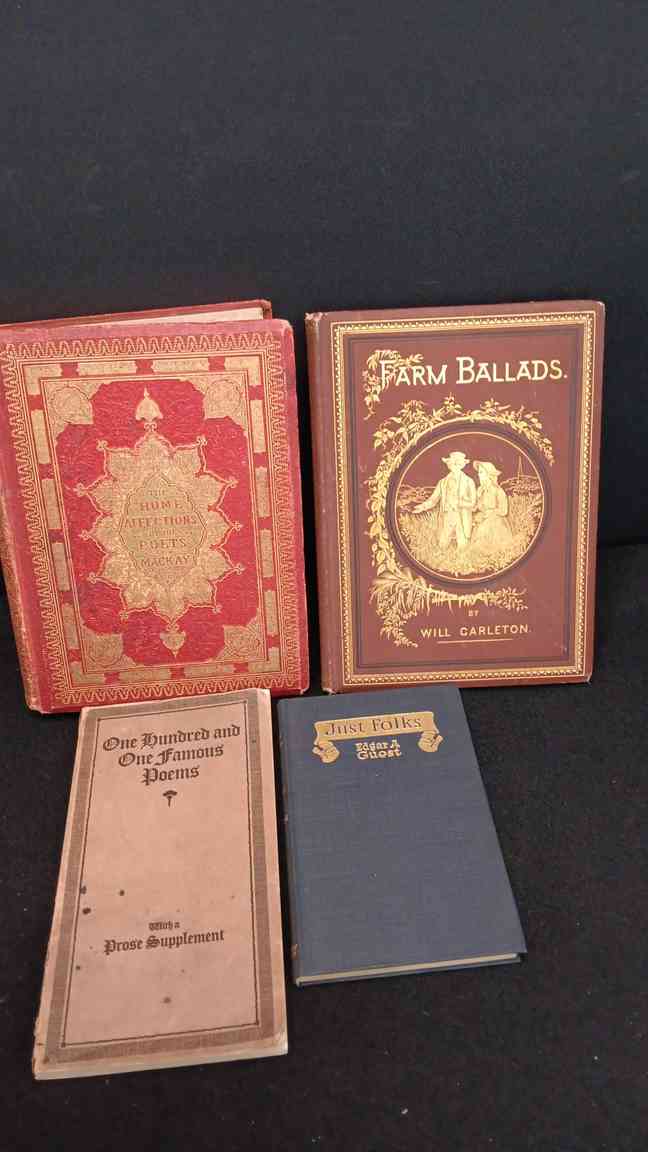 THE
HOME
AFFECTIONS
POETS
MACKAY
FARM BALLADS.
BY
WILL CARLETON.
One Hundred and
One Famous
Poems
With a
Prose Supplement
Just Folks
Edgar A
Guest